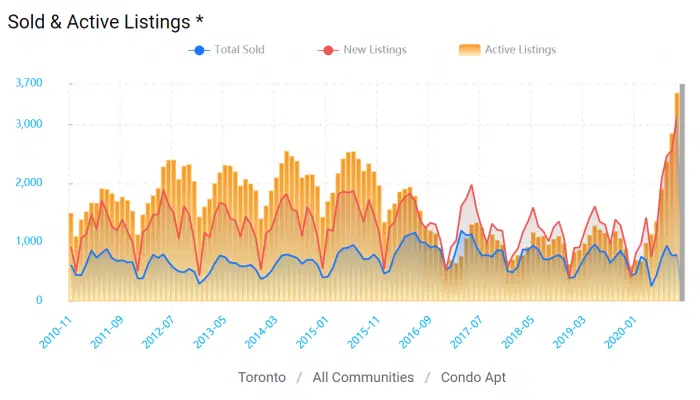 Sold & Active Listings *
Total Sold New Listings Active Listings
3,700
3,000
2,000
1,000
0
2010-11 2011-09 2012-07 2013-05 2014-03 2015-01 2015-11 2016-09 2017-07 2018-05 2019-03 2020-01
Toronto / All Communities / Condo Apt